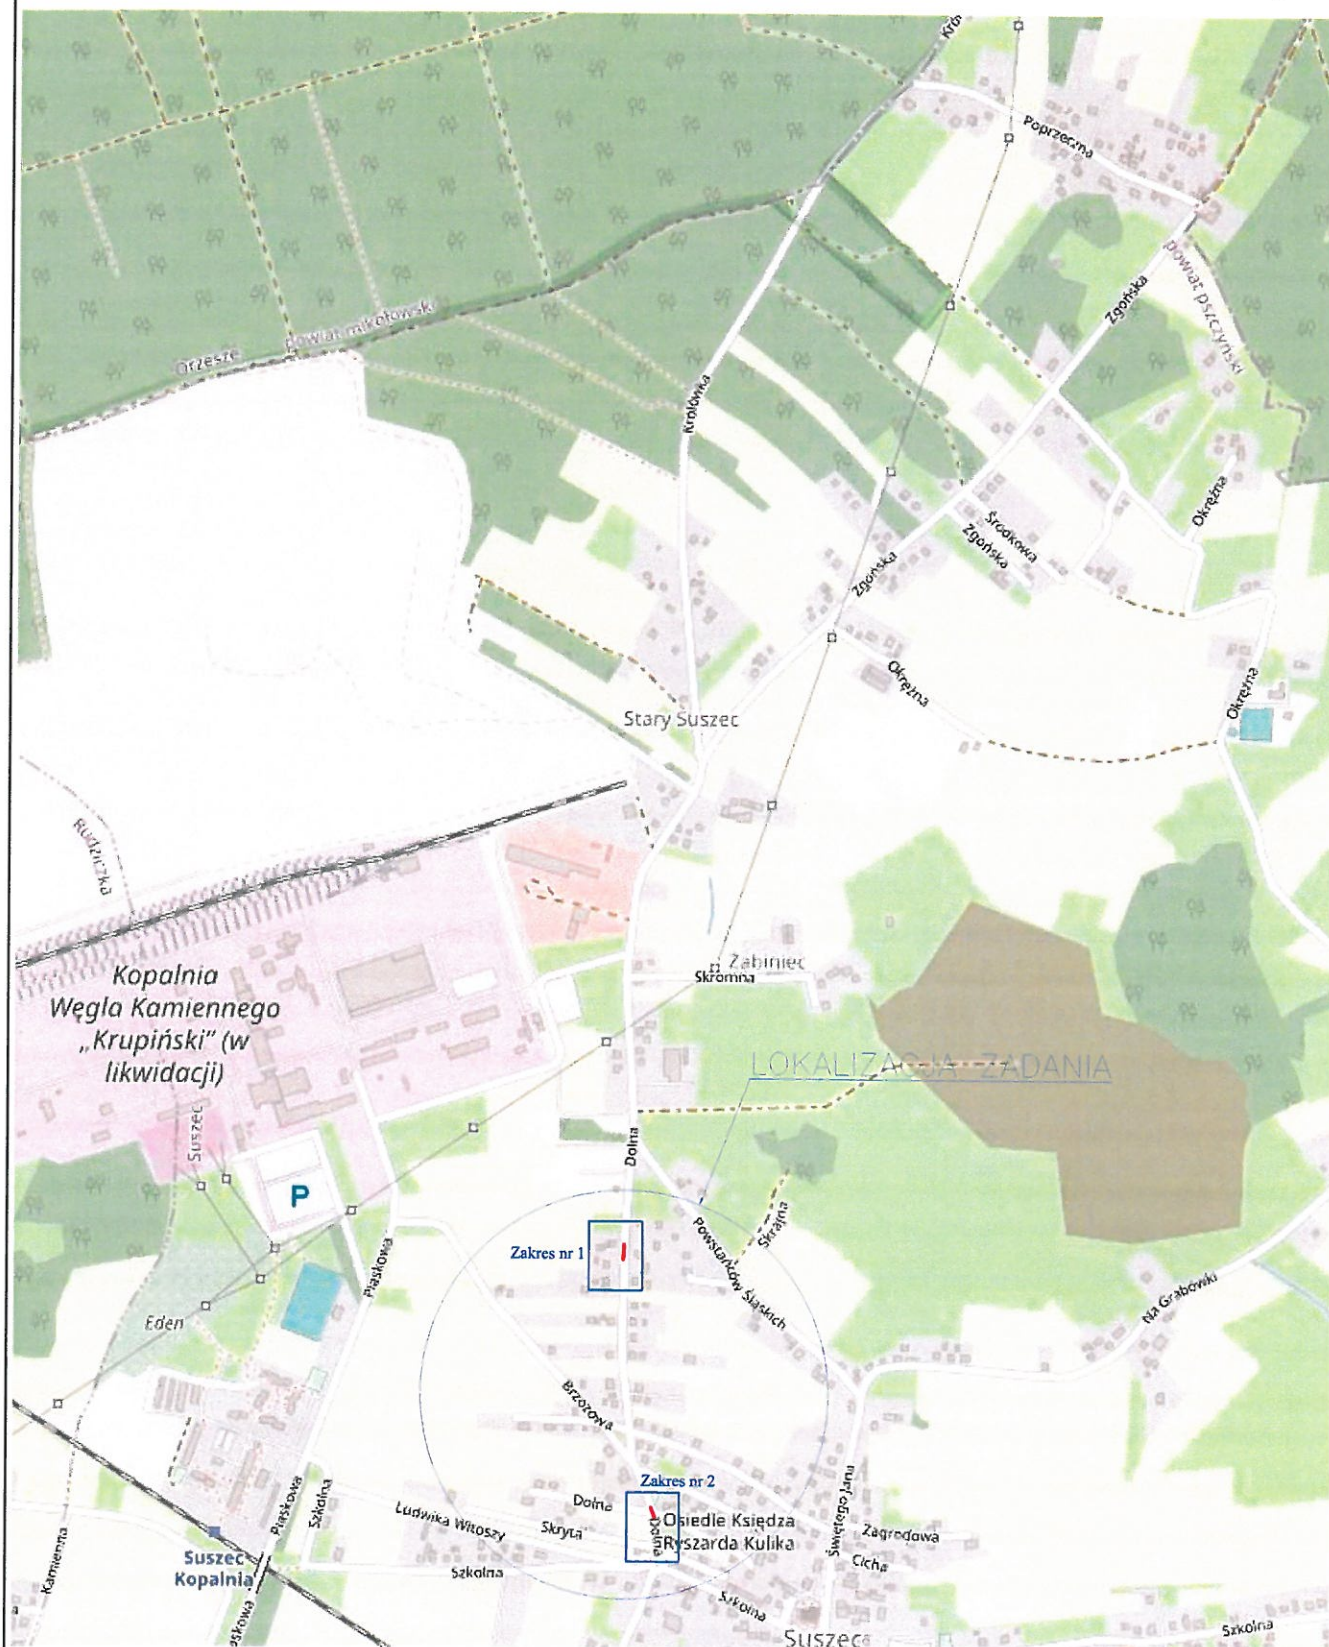 Poprzeczna
powiat pszczyński
Zgońska
powiat mikołowski
Orzesze
Królówka
Okrężna
Środkowa
Zgońska
Zgońska
Okrężna
Okrężna
Stary Suszec
Rudziczka
Żabiniec
Skromna
Kopalnia
Węgla Kamiennego
„Krupiński” (w
likwidacji)
LOKALIZACJA ZADANIA
Suszec
Dolna
P
Skrajna
Powstańców Śląskich
Zakres nr 1
Piaskowa
Na Grabówki
Eden
Brzozowa
Zakres nr 2
Piaskowa
Szkolna
Ludwika Witoszy
Dolna
Skryta
Dolna
Osiedle Księdza
Ryszarda Kulika
Świętego Jana
Zagrodowa
Cicha
Kamienna
Suszec
Kopalnia
Szkolna
Szkolna
askowa
Suszec
Szkolna